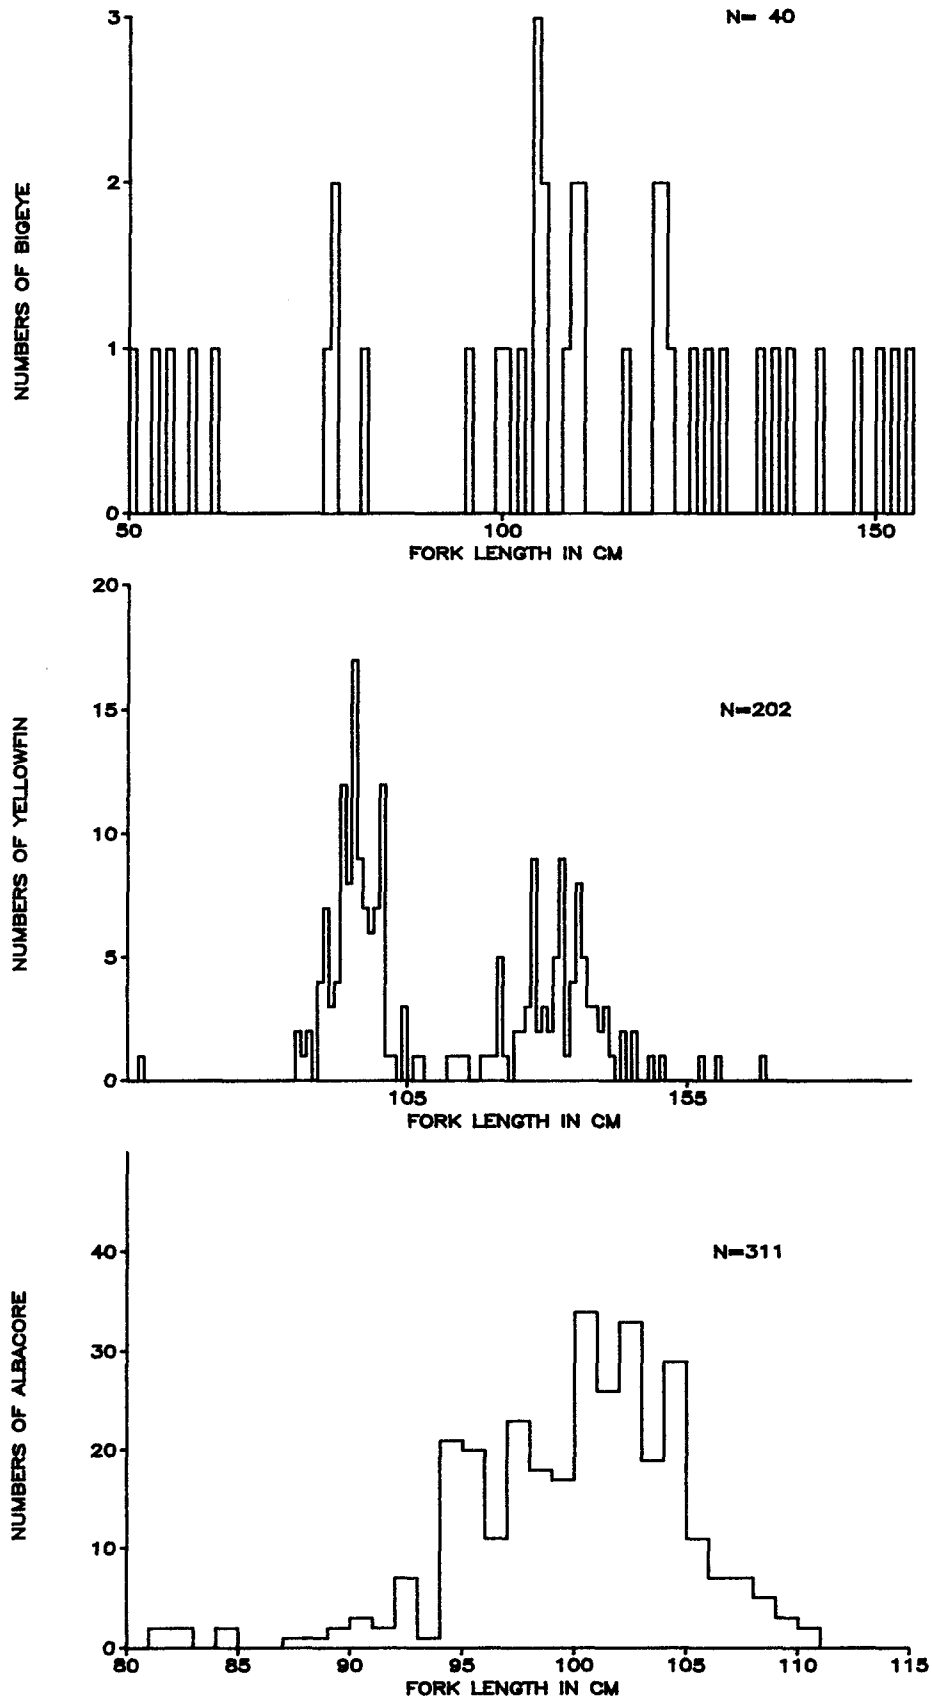 N= 40
3
2
1
0
NUMBERS OF BIGEYE
50 100 150
FORK LENGTH IN CM
20
15
10
5
0
N=202
NUMBERS OF YELLOWFIN
105 155
FORK LENGTH IN CM
40
30
20
10
0
N=311
NUMBERS OF ALBACORE
80 85 90 95 100 105 110 115
FORK LENGTH IN CM